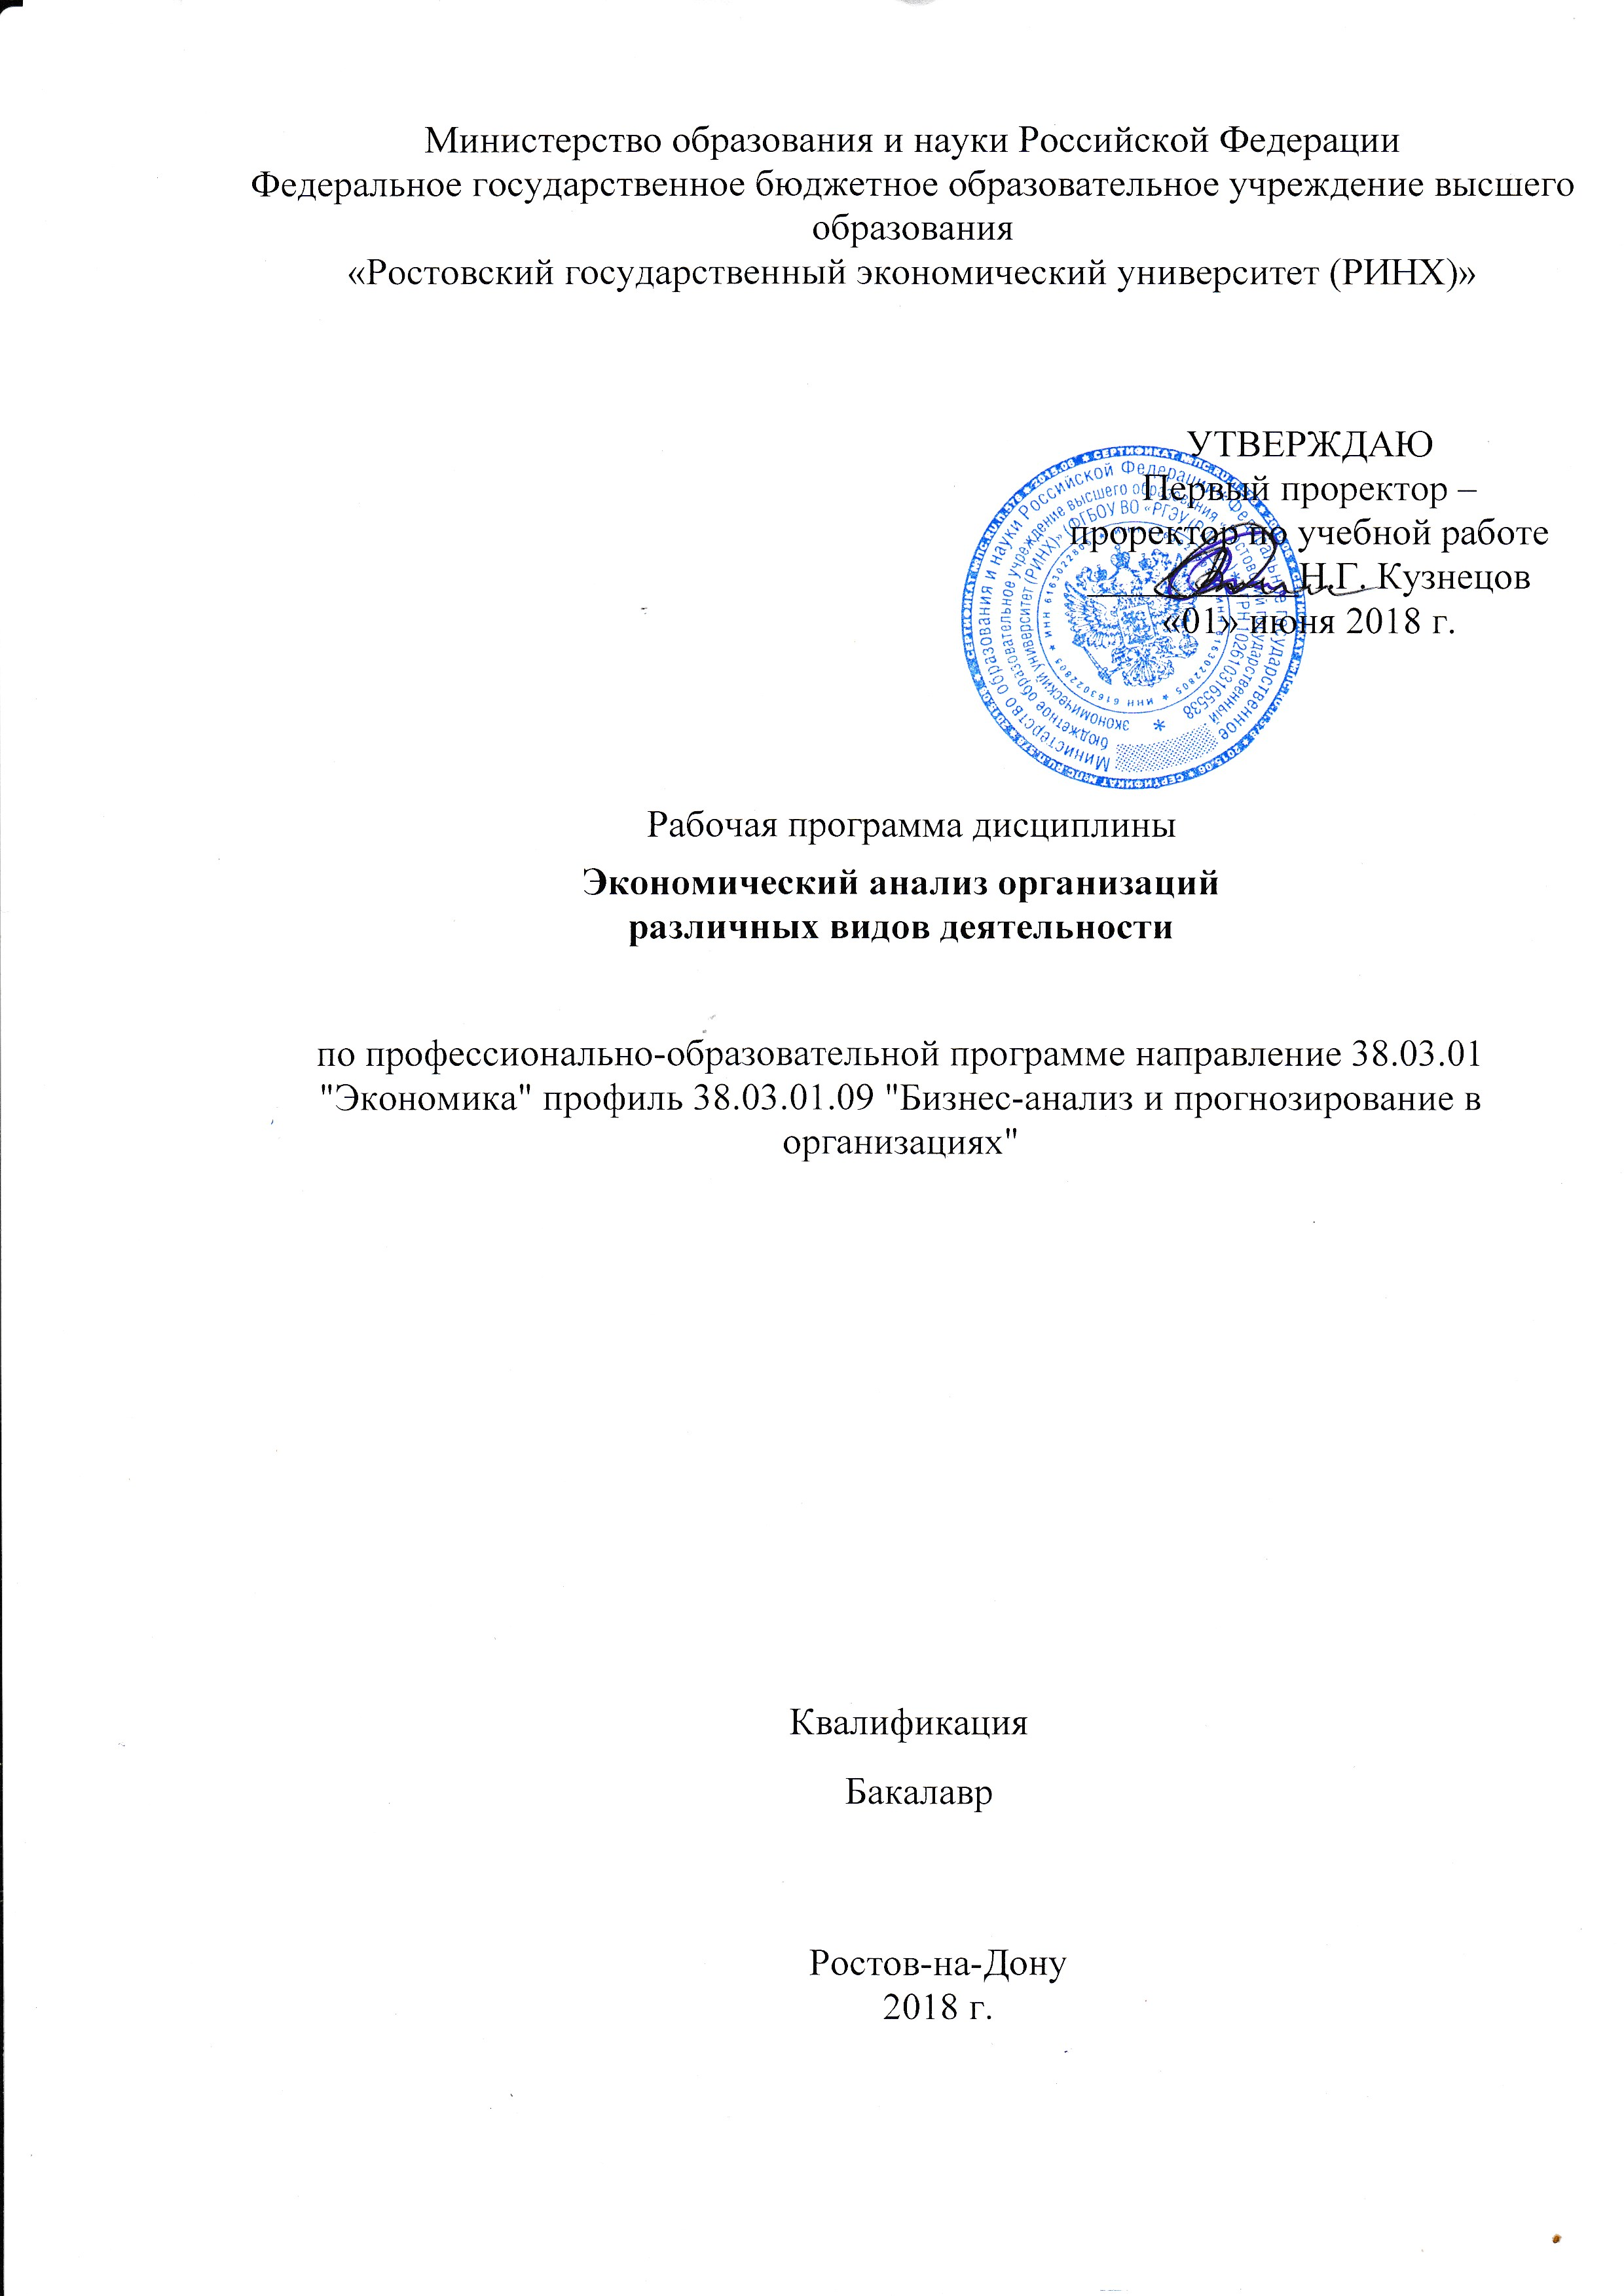 Министерство образования и науки Российской Федерации
Федеральное государственное бюджетное образовательное учреждение высшего
образования
«Ростовский государственный экономический университет (РИНХ)»
УТВЕРЖДАЮ
Первый проректор –
проректор по учебной работе
Н.Г. Кузнецов
«01» июня 2018 г.
Рабочая программа дисциплины
Экономический анализ организаций
различных видов деятельности
по профессионально-образовательной программе направление 38.03.01
"Экономика" профиль 38.03.01.09 "Бизнес-анализ и прогнозирование в
организациях"
Квалификация
Бакалавр
Ростов-на-Дону
2018 г.